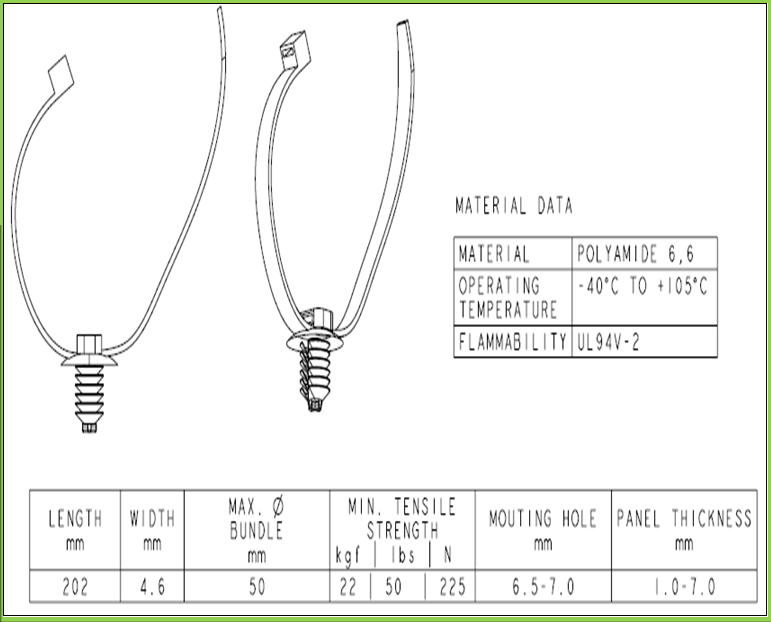 MATERIAL DATA
MATERIAL POLYAMIDE 6,6
OPERATING TEMPERATURE -40°C TO +105°C
FLAMMABILITY UL94V-2
LENGTH mm WIDTH mm MAX. Ø BUNDLE mm MIN. TENSILE STRENGTH kgf lbs N MOUTING HOLE mm PANEL THICKNESS mm
202 4.6 50 22 50 225 6.5-7.0 1.0-7.0